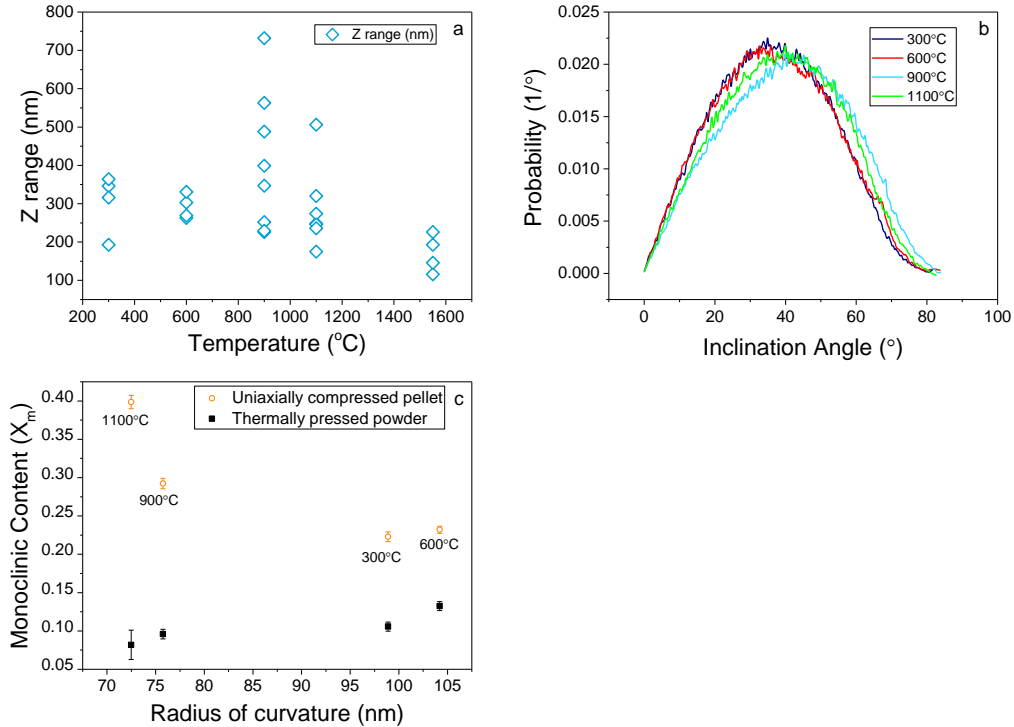 800
700
600
500
400
300
200
100
200 400 600 800 1000 1200 1400 1600
Z range (nm)
Temperature (°C)
Z range (nm)
a
0.025
0.020
0.015
0.010
0.005
0.000
0 20 40 60 80 100
Probability (1/°)
Inclination Angle (°)
300°C
600°C
900°C
1100°C
b
0.40
0.35
0.30
0.25
0.20
0.15
0.10
0.05
70 75 80 85 90 95 100 105
Monoclinic Content (Xm)
Radius of curvature (nm)
Uniaxially compressed pellet
Thermally pressed powder
c
1100°C
900°C
300°C
600°C